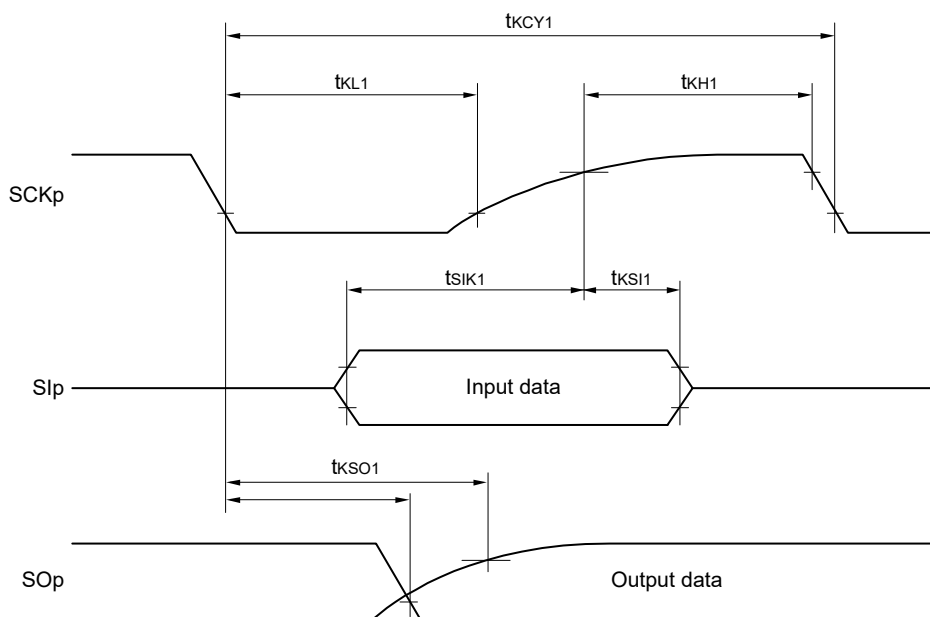 tKCY1
tKL1
tKH1
SCKp
tSIK1
tKSI1
SIp
Input data
tKSO1
SOp
Output data